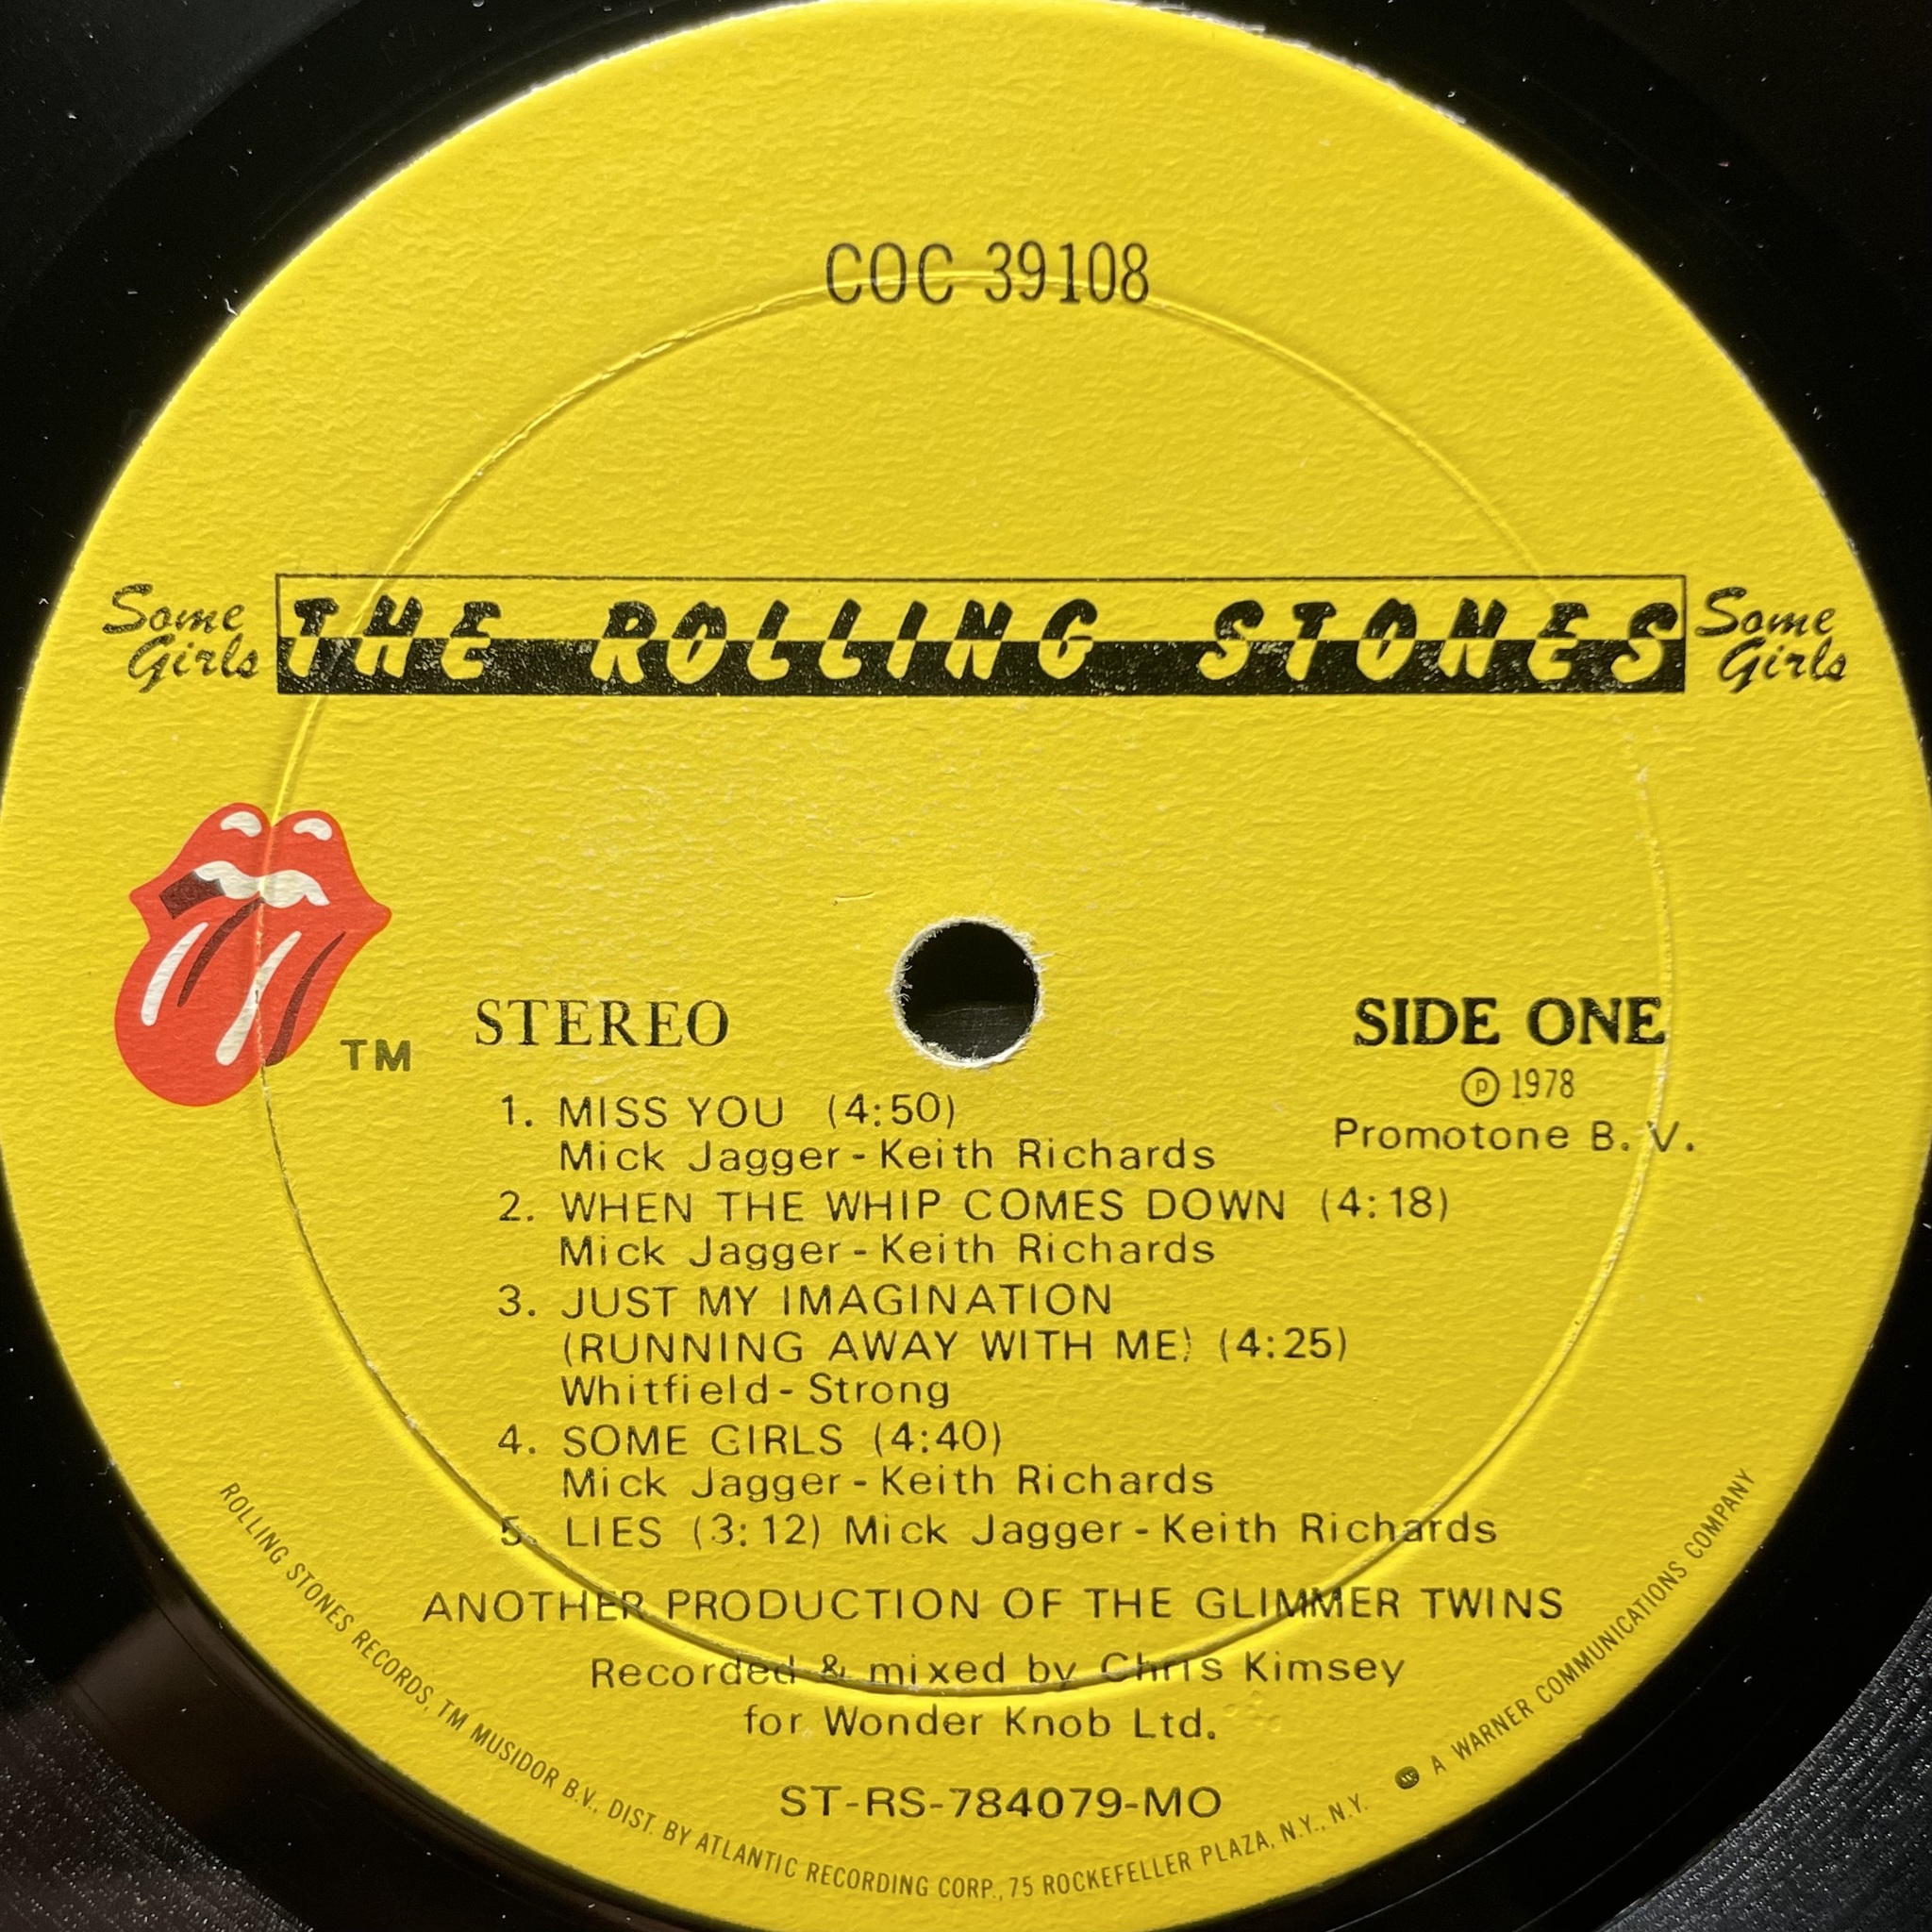 COC 39108
Some
Girls
THE ROLLING STONES
Some
Girls
TM
STEREO
SIDE ONE
℗ 1978
Promotone B. V.
1. MISS YOU (4:50)
Mick Jagger - Keith Richards
2. WHEN THE WHIP COMES DOWN (4:18)
Mick Jagger - Keith Richards
3. JUST MY IMAGINATION
(RUNNING AWAY WITH ME) (4:25)
Whitfield - Strong
4. SOME GIRLS (4:40)
Mick Jagger - Keith Richards
5. LIES (3:12) Mick Jagger - Keith Richards
ANOTHER PRODUCTION OF THE GLIMMER TWINS
Recorded & mixed by Chris Kimsey
for Wonder Knob Ltd.
ST-RS-784079-MO
ROLLING STONES RECORDS, TM MUSIDOR B.V., DIST. BY ATLANTIC RECORDING CORP., 75 ROCKEFELLER PLAZA, N.Y., N.Y. A WARNER COMMUNICATIONS COMPANY